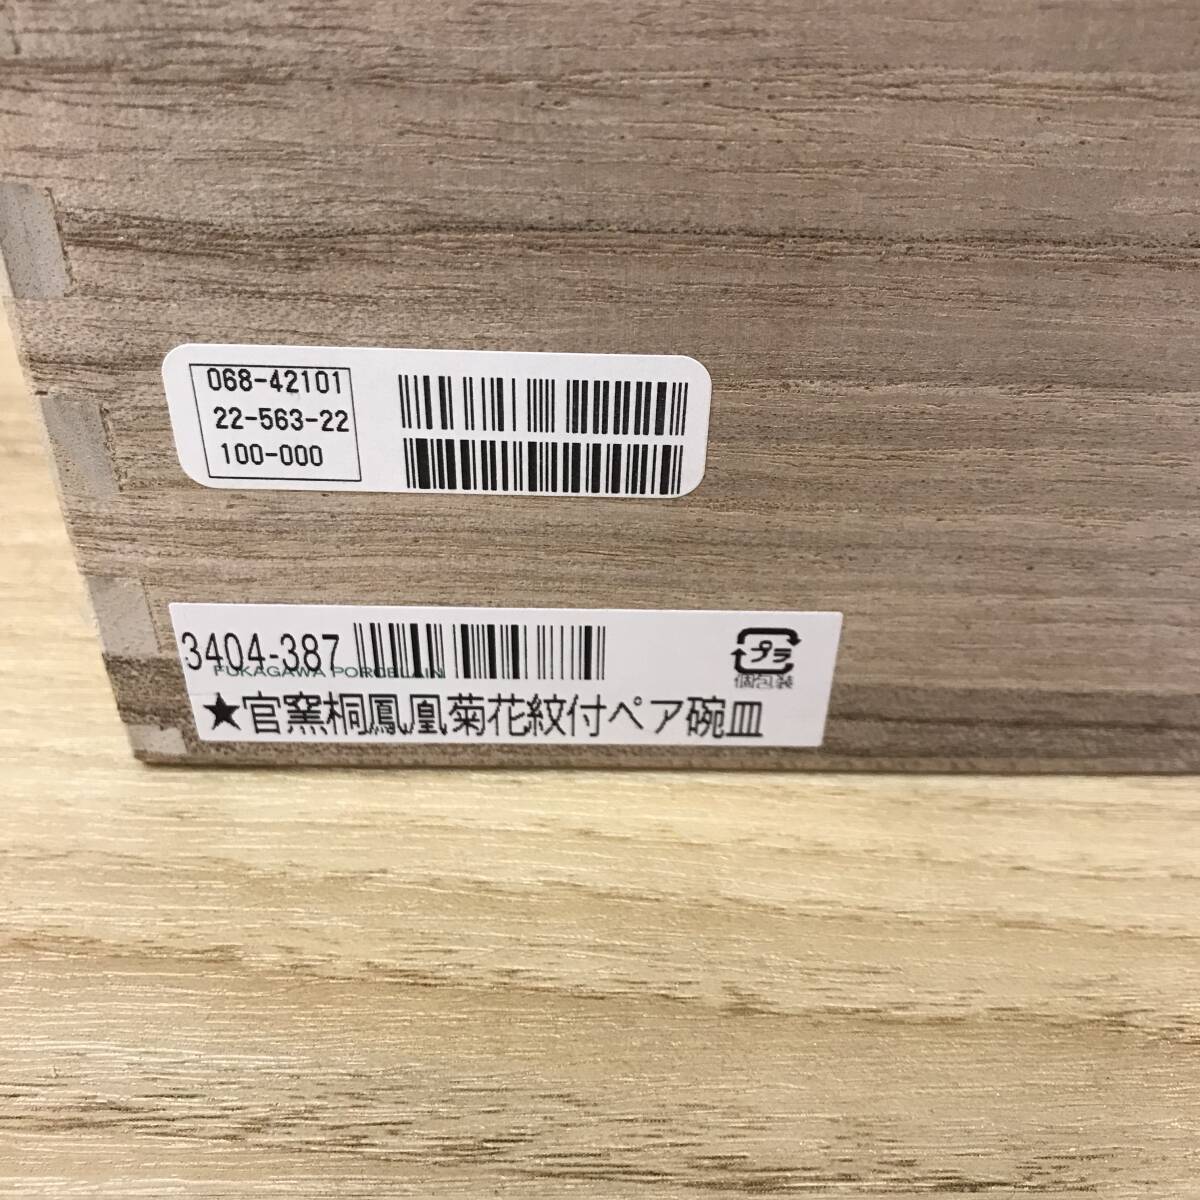 068-42101
22-563-22
100-000
3404-387
FUKAGAWA PORCELAIN
プラ
個包装
★官窯桐鳳凰菊花紋付ペア碗皿